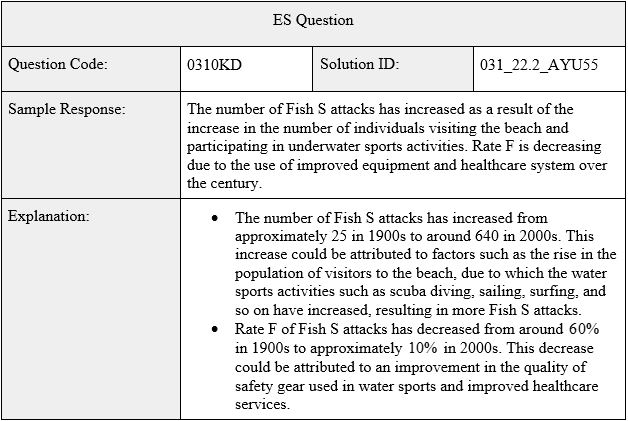 ES Question
Question Code: 0310KD Solution ID: 031_22.2_AYU55
Sample Response: The number of Fish S attacks has increased as a result of the
increase in the number of individuals visiting the beach and
participating in underwater sports activities. Rate F is decreasing
due to the use of improved equipment and healthcare system over
the century.
Explanation:
• The number of Fish S attacks has increased from
approximately 25 in 1900s to around 640 in 2000s. This
increase could be attributed to factors such as the rise in the
population of visitors to the beach, due to which the water
sports activities such as scuba diving, sailing, surfing, and
so on have increased, resulting in more Fish S attacks.
• Rate F of Fish S attacks has decreased from around 60%
in 1900s to approximately 10% in 2000s. This decrease
could be attributed to an improvement in the quality of
safety gear used in water sports and improved healthcare
services.